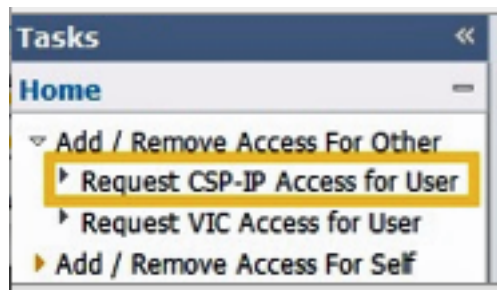 Tasks «
Home –
Add / Remove Access For Other
Request CSP-IP Access for User
Request VIC Access for User
Add / Remove Access For Self